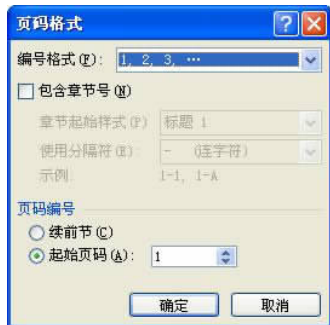 页码格式
编号格式(F): 1, 2, 3, …
包含章节号(N)
章节起始样式(P) 标题 1
使用分隔符(E): - (连字符)
示例: 1-1, 1-A
页码编号
续前节(C)
起始页码(A): 1
确定 取消